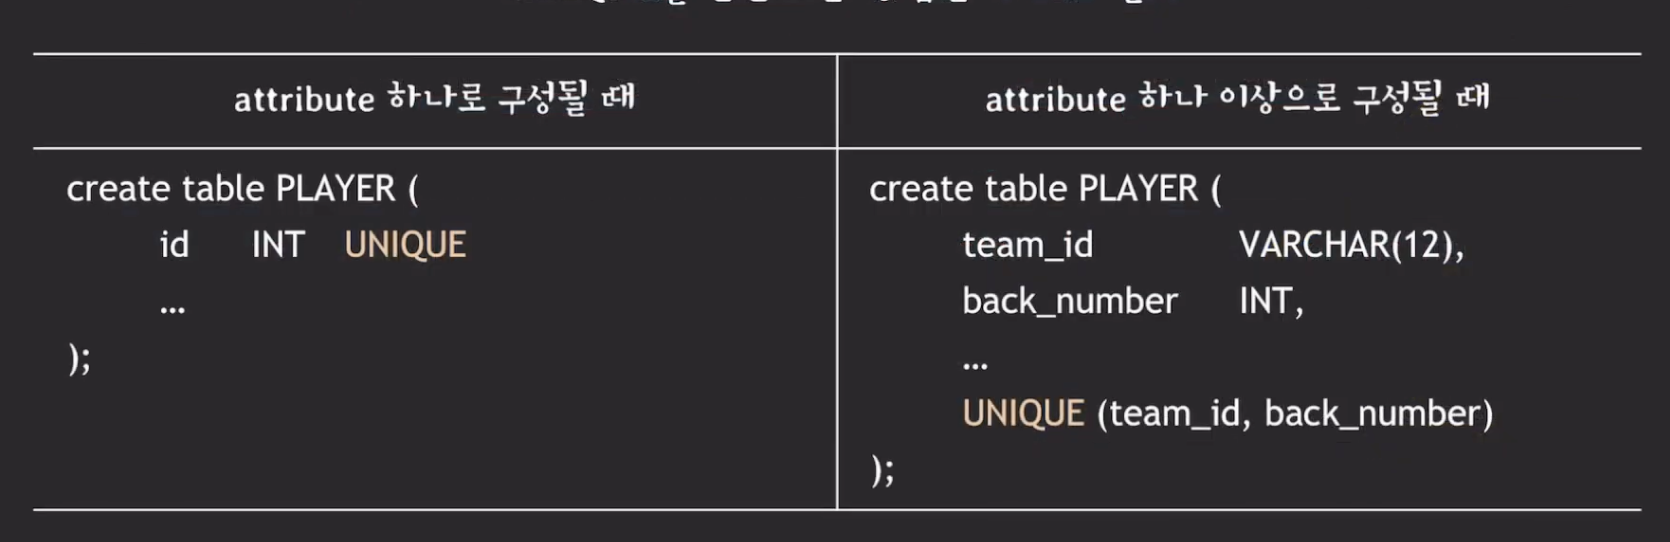 attribute 하나로 구성될 때
create table PLAYER (
id INT UNIQUE
...
);
attribute 하나 이상으로 구성될 때
create table PLAYER (
team_id VARCHAR(12),
back_number INT,
...
UNIQUE (team_id, back_number)
);